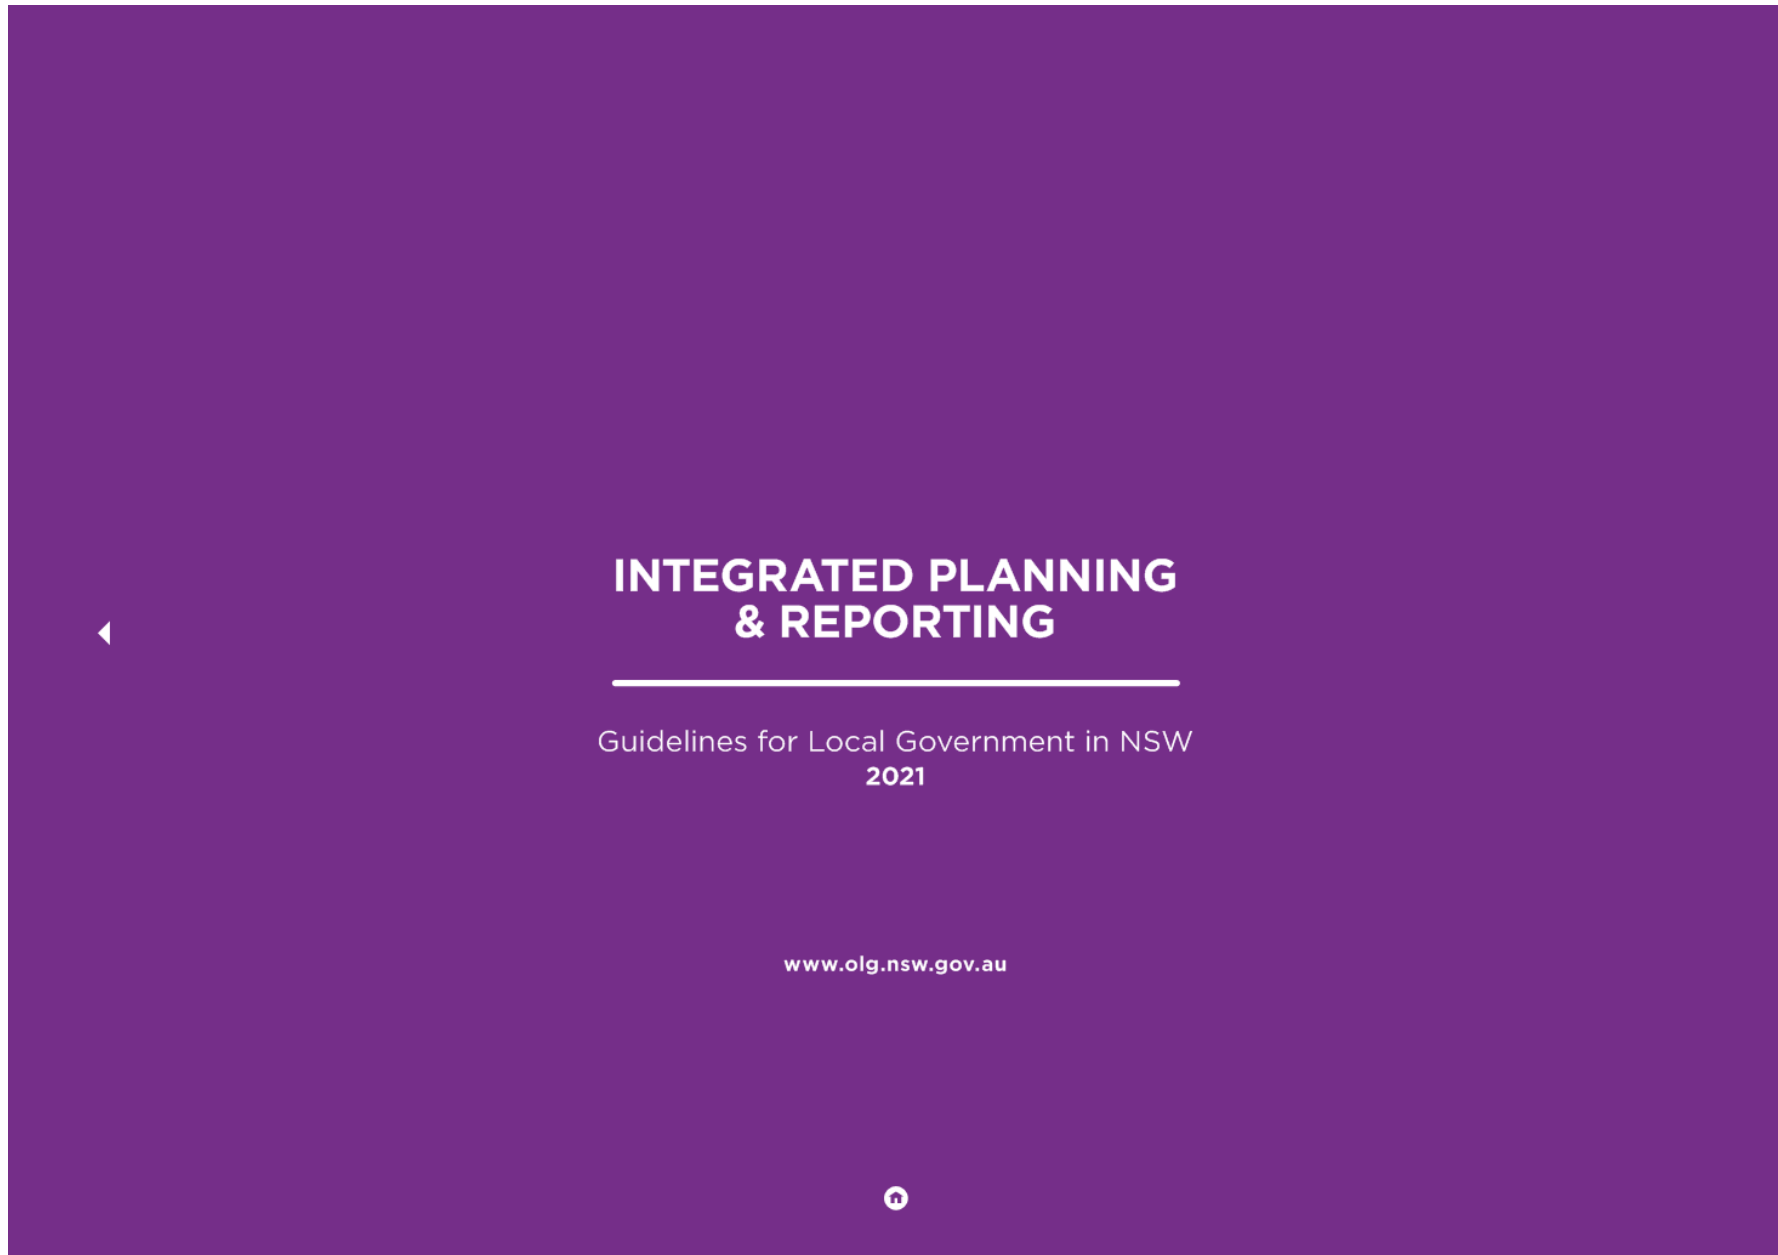 INTEGRATED PLANNING
& REPORTING
Guidelines for Local Government in NSW
2021
www.olg.nsw.gov.au